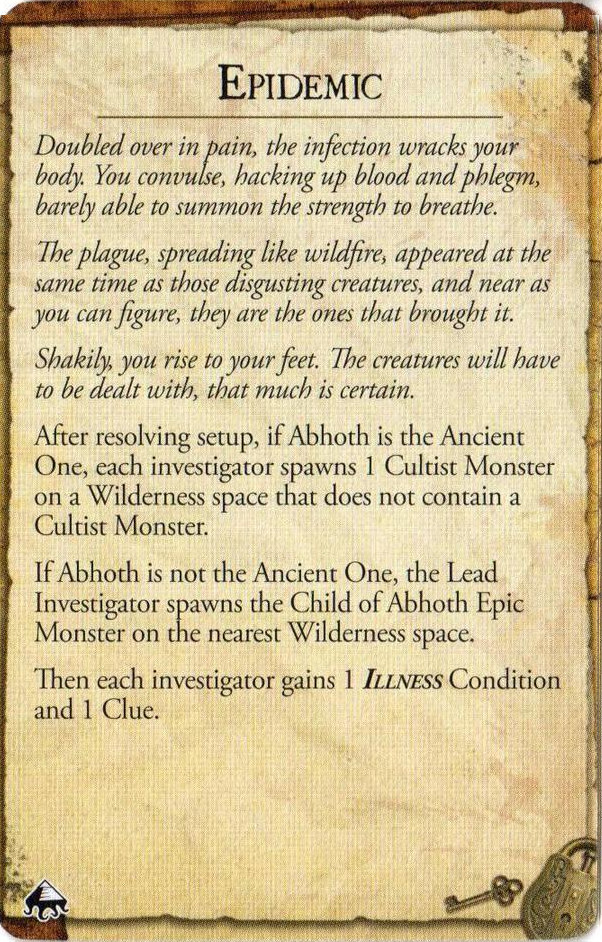 EPIDEMIC
Doubled over in pain, the infection wracks your
body. You convulse, hacking up blood and phlegm,
barely able to summon the strength to breathe.
The plague, spreading like wildfire, appeared at the
same time as those disgusting creatures, and near as
you can figure, they are the ones that brought it.
Shakily, you rise to your feet. The creatures will have
to be dealt with, that much is certain.
After resolving setup, if Abhoth is the Ancient
One, each investigator spawns 1 Cultist Monster
on a Wilderness space that does not contain a
Cultist Monster.
If Abhoth is not the Ancient One, the Lead
Investigator spawns the Child of Abhoth Epic
Monster on the nearest Wilderness space.
Then each investigator gains 1 ILLNESS Condition
and 1 Clue.